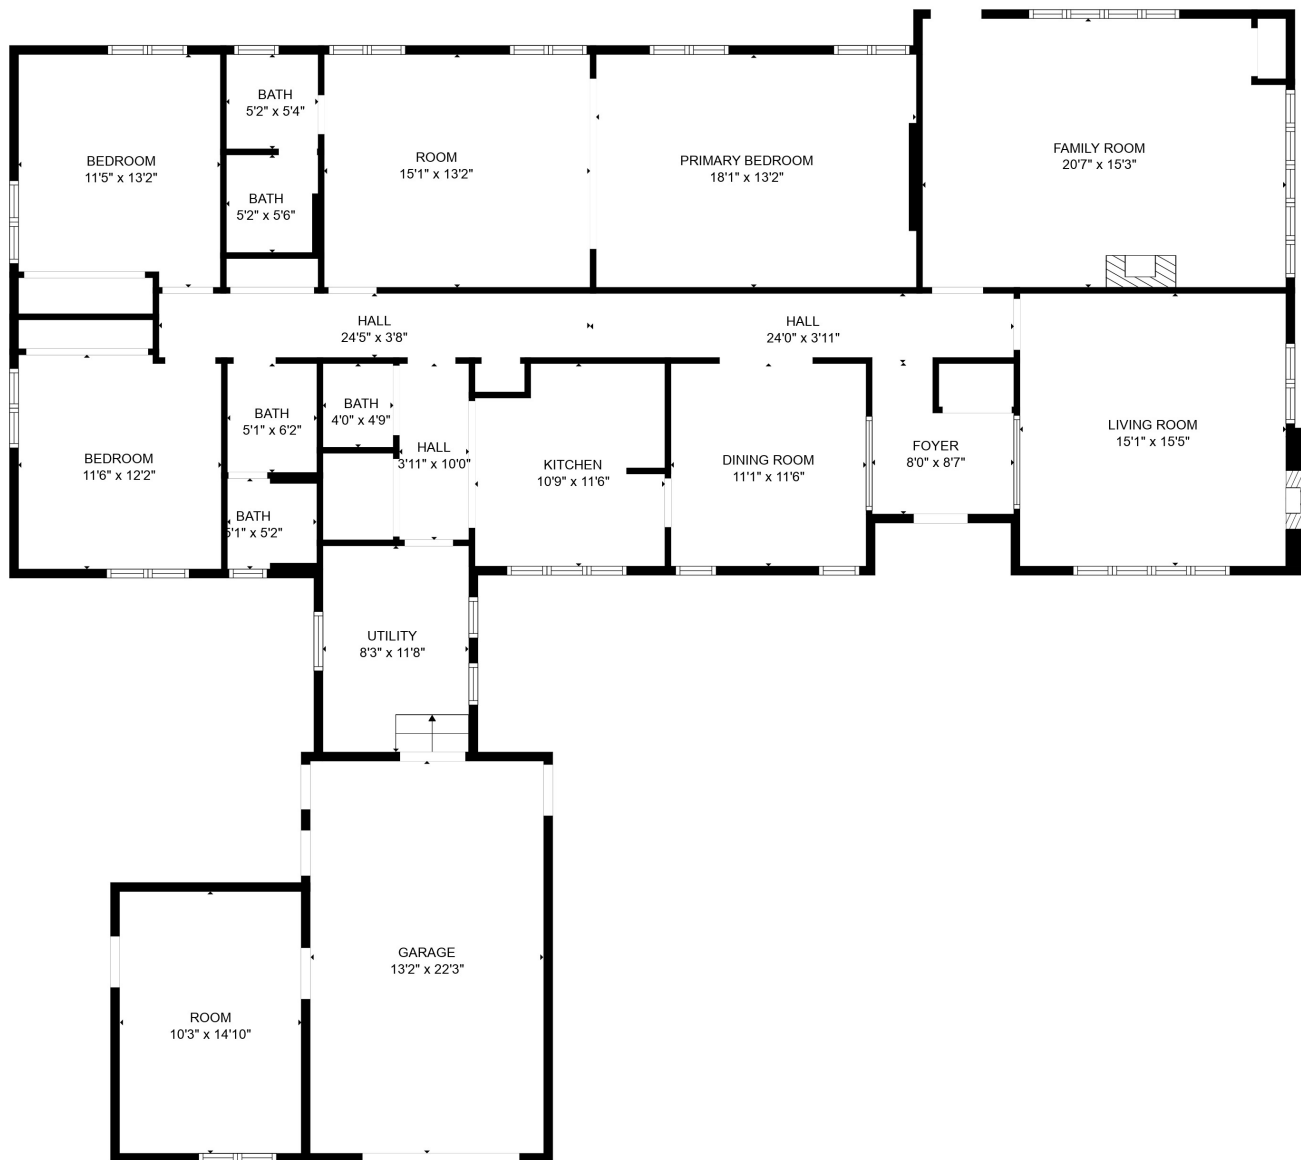 BATH
5'2" x 5'4"
FAMILY ROOM
20'7" x 15'3"
BEDROOM
11'5" x 13'2"
ROOM
15'1" x 13'2"
PRIMARY BEDROOM
18'1" x 13'2"
BATH
5'2" x 5'6"
HALL
24'5" x 3'8"
HALL
24'0" x 3'11"
BATH
4'0" x 4'9"
BATH
5'1" x 6'2"
LIVING ROOM
15'1" x 15'5"
HALL
3'11" x 10'0"
FOYER
8'0" x 8'7"
BEDROOM
11'6" x 12'2"
KITCHEN
10'9" x 11'6"
DINING ROOM
11'1" x 11'6"
BATH
5'1" x 5'2"
UTILITY
8'3" x 11'8"
GARAGE
13'2" x 22'3"
ROOM
10'3" x 14'10"